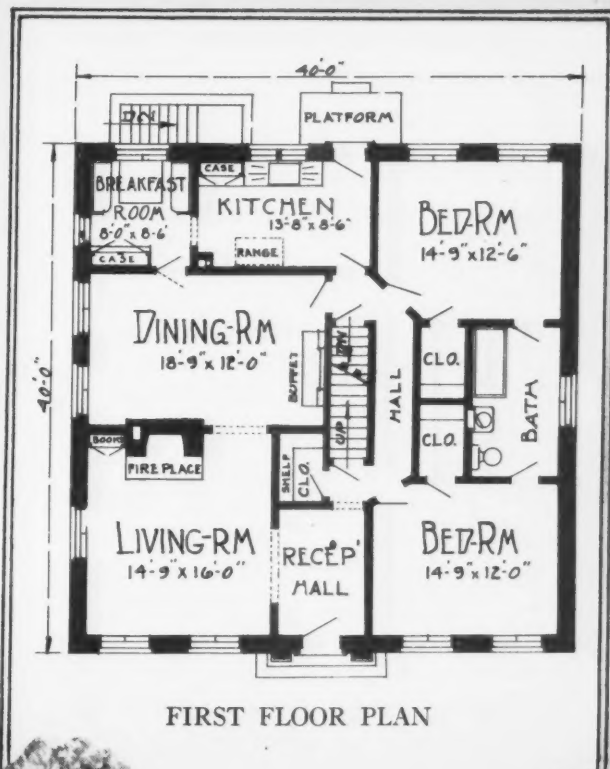 40'-0"
DN
PLATFORM
BREAKFAST
ROOM
8'-0" x 8'-6"
CASE
CASE
KITCHEN
13'-8" x 8'-6"
RANGE
BED-RM
14'-9" x 12'-6"
40'-0"
DINING-RM
18'-9" x 12'-0"
BUFFET
DN
UP
HALL
CLO.
CLO.
BATH
BOOKS
FIRE PLACE
SHELF
CLO.
LIVING-RM
14'-9" x 16'-0"
RECEP'
HALL
BED-RM
14'-9" x 12'-0"
FIRST FLOOR PLAN